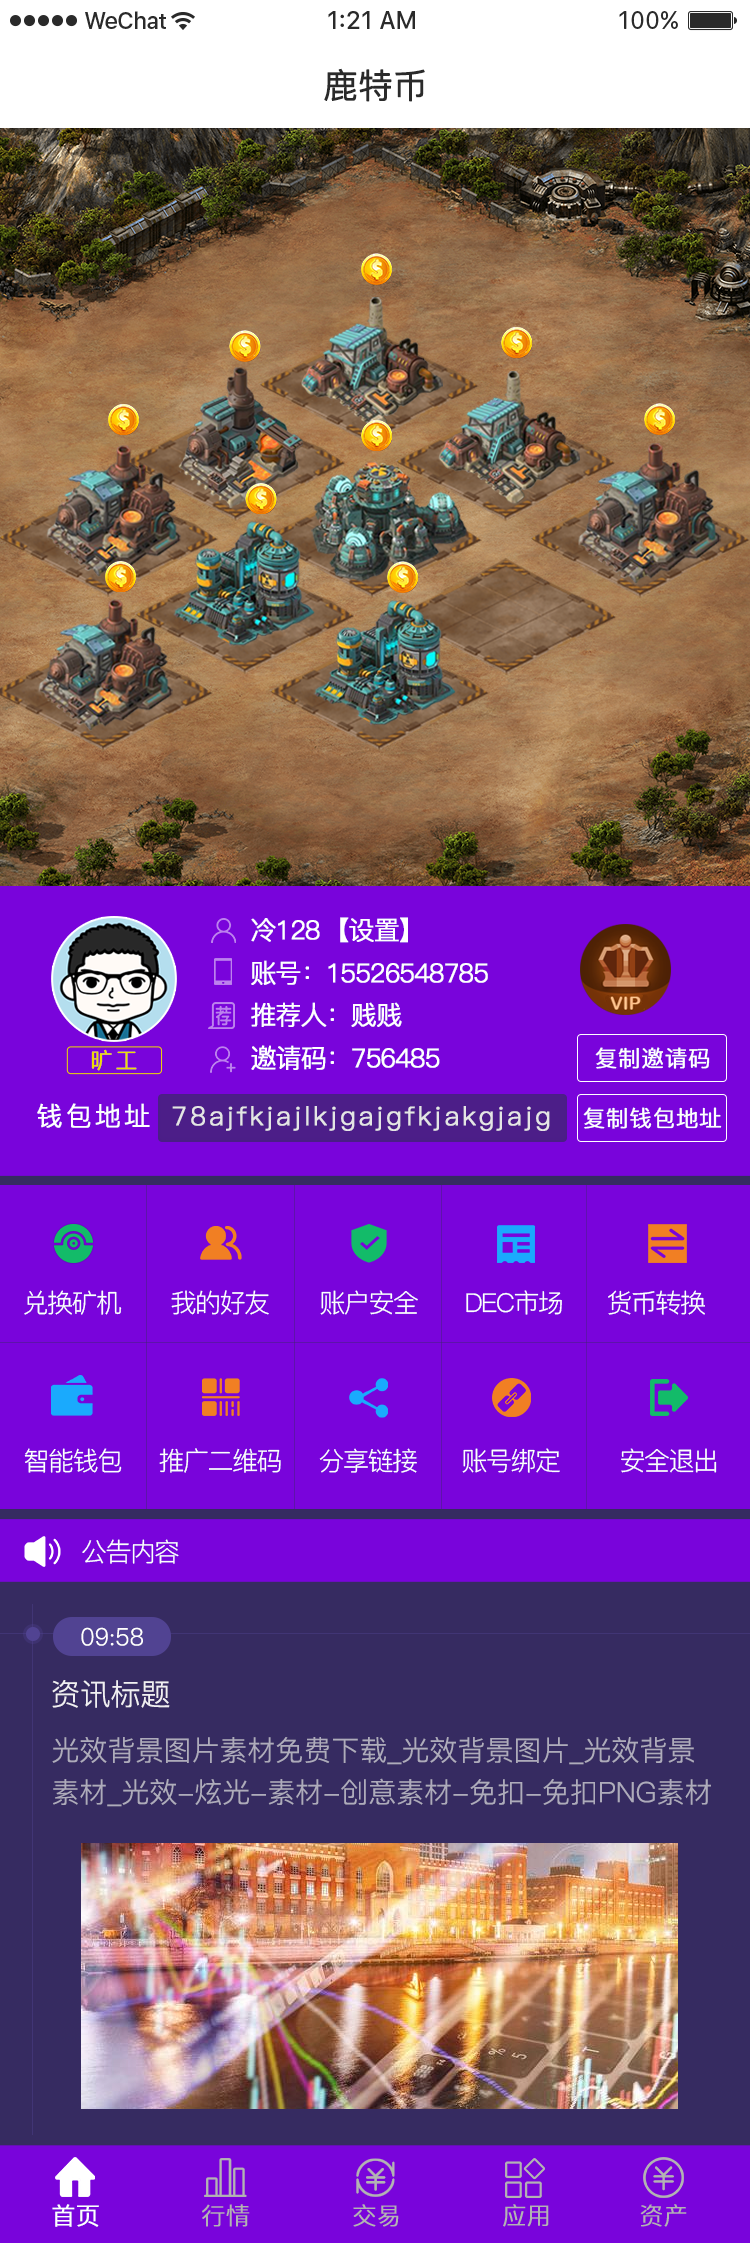 WeChat 1:21 AM 100%
鹿特币
冷128【设置】
账号：15526548785
推荐人：贱贱
邀请码：756485
旷工
VIP
复制邀请码
钱包地址 78ajfkjajlkjgajgfkjakgjajg 复制钱包地址
兑换矿机 我的好友 账户安全 DEC市场 货币转换
智能钱包 推广二维码 分享链接 账号绑定 安全退出
公告内容
09:58
资讯标题
光效背景图片素材免费下载_光效背景图片_光效背景
素材_光效-炫光-素材-创意素材-免扣-免扣PNG素材
首页 行情 交易 应用 资产